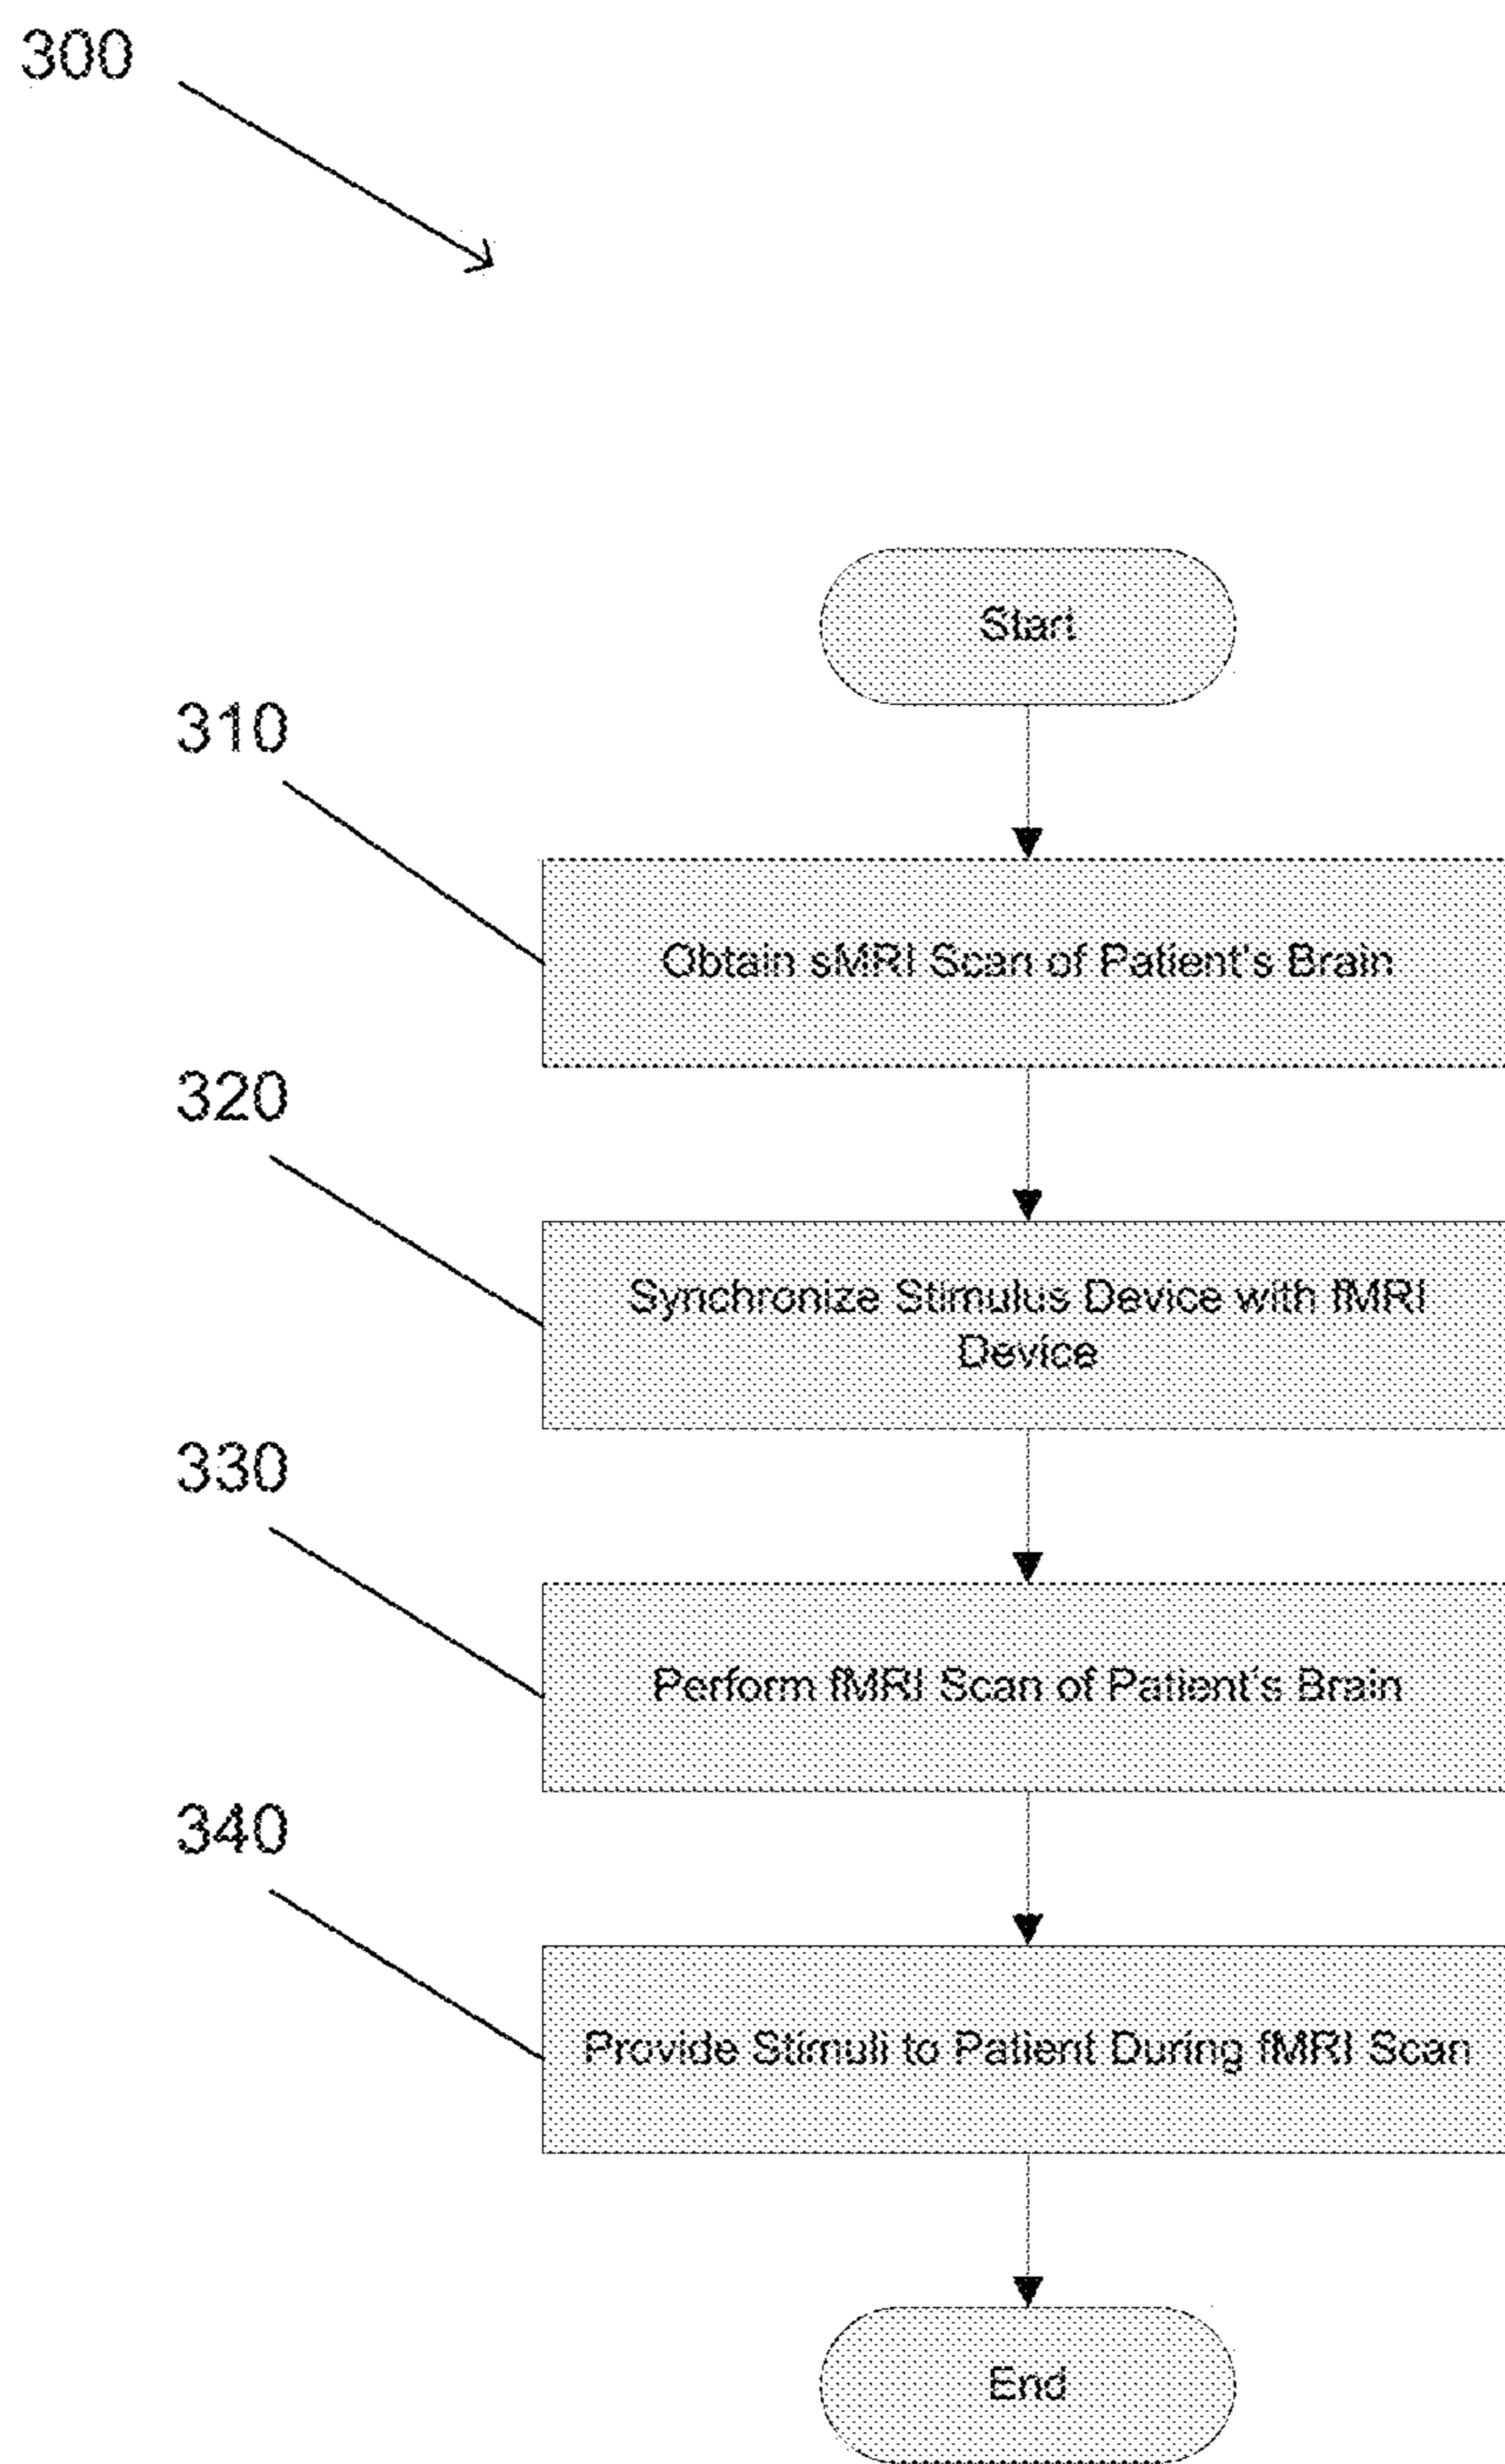 300
Start
310
Obtain sMRI Scan of Patient's Brain
320
Synchronize Stimulus Device with fMRI
Device
330
Perform fMRI Scan of Patient's Brain
340
Provide Stimuli to Patient During fMRI Scan
End